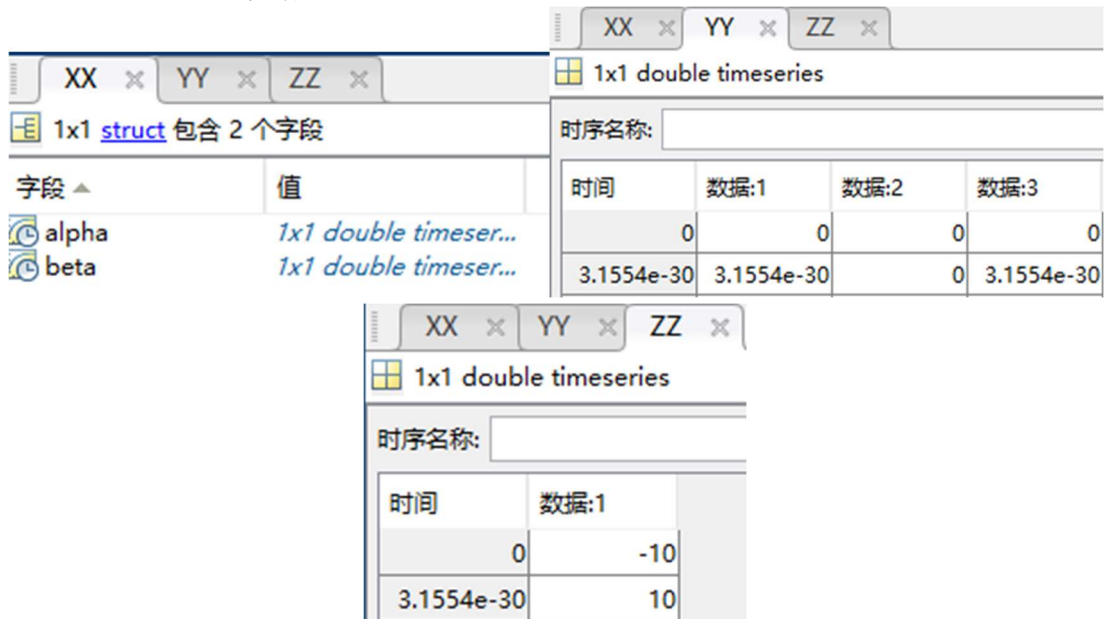 XX × YY × ZZ ×
1x1 struct 包含 2 个字段
字段 值
alpha 1x1 double timeser...
beta 1x1 double timeser...
XX × YY × ZZ ×
1x1 double timeseries
时序名称:
时间 数据:1 数据:2 数据:3
0 0 0 0
3.1554e-30 3.1554e-30 0 3.1554e-30
XX × YY × ZZ ×
1x1 double timeseries
时序名称:
时间 数据:1
0 -10
3.1554e-30 10